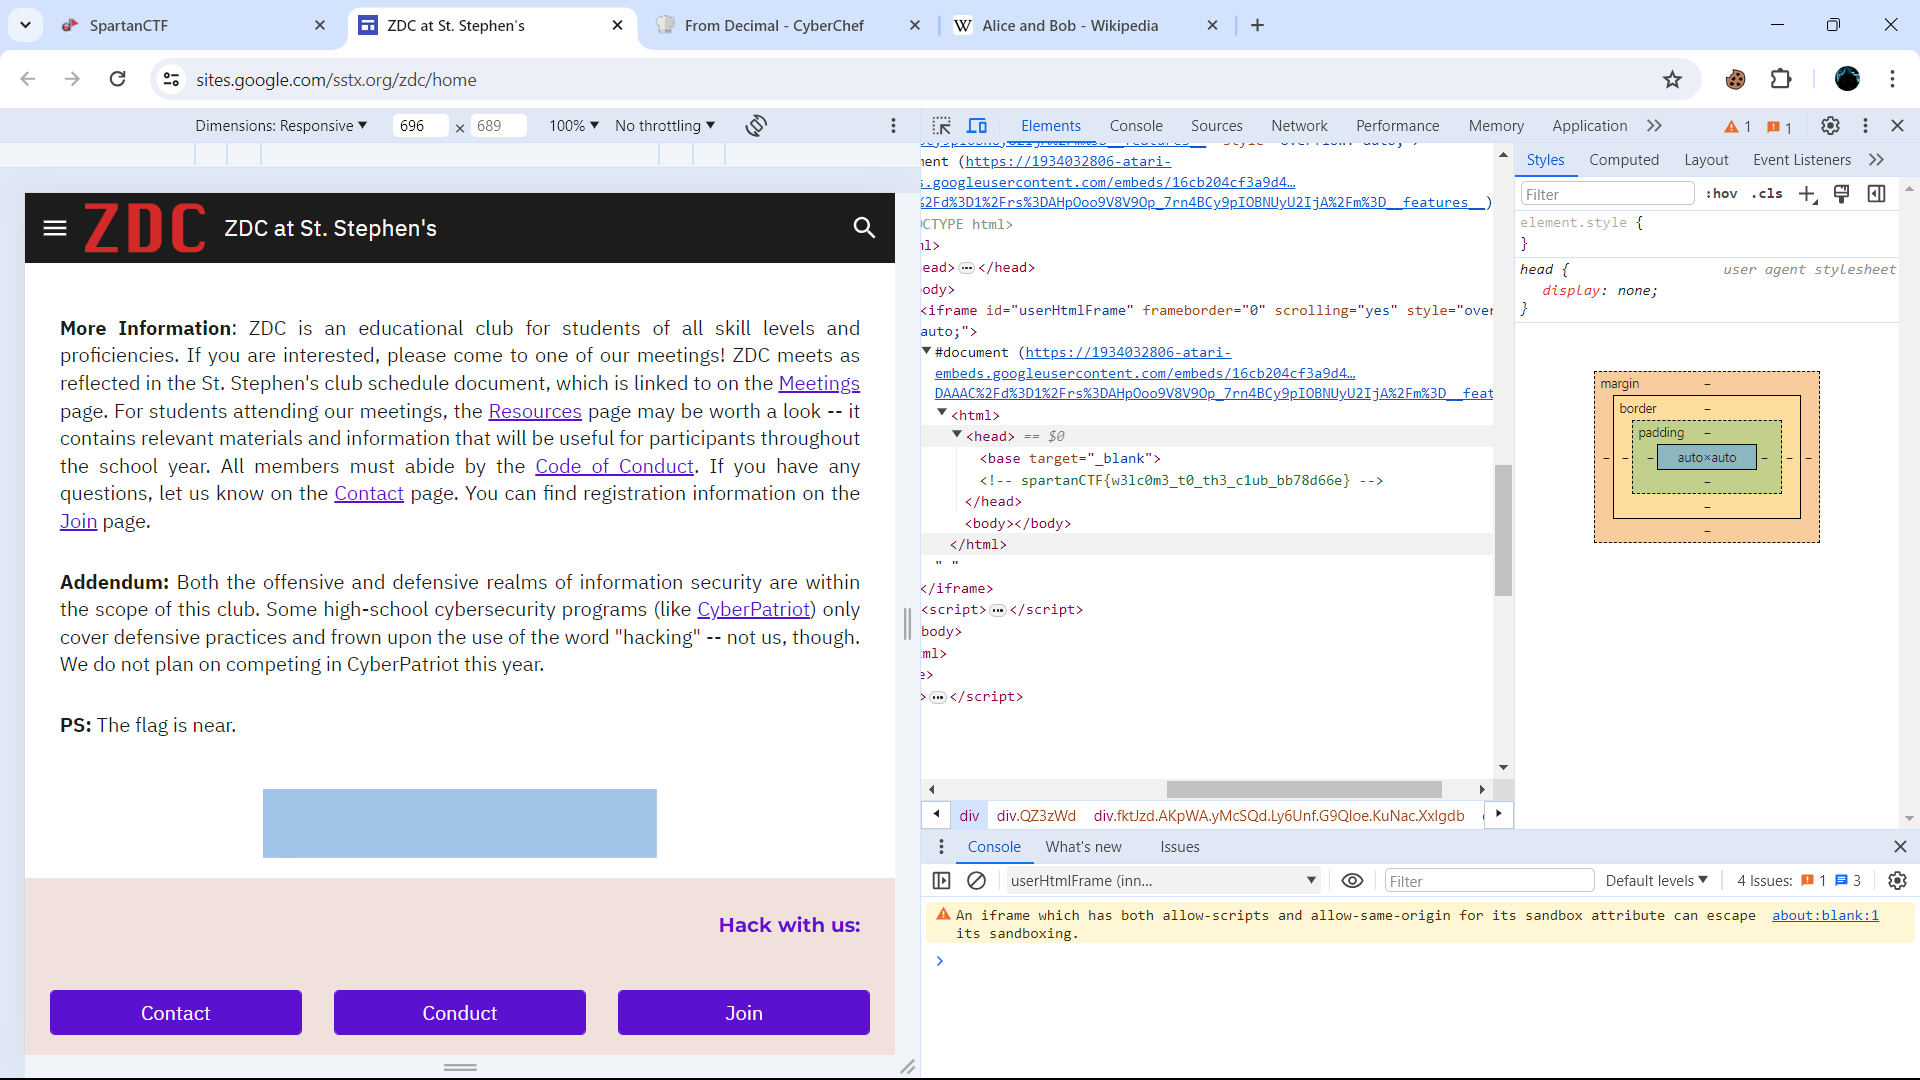 SpartanCTF
ZDC at St. Stephen's
From Decimal - CyberChef
Alice and Bob - Wikipedia
sites.google.com/sstx.org/zdc/home
Dimensions: Responsive 696 × 689 100% No throttling
ZDC ZDC at St. Stephen's
More Information: ZDC is an educational club for students of all skill levels and
proficiencies. If you are interested, please come to one of our meetings! ZDC meets as
reflected in the St. Stephen's club schedule document, which is linked to on the Meetings
page. For students attending our meetings, the Resources page may be worth a look -- it
contains relevant materials and information that will be useful for participants throughout
the school year. All members must abide by the Code of Conduct. If you have any
questions, let us know on the Contact page. You can find registration information on the
Join page.
Addendum: Both the offensive and defensive realms of information security are within
the scope of this club. Some high-school cybersecurity programs (like CyberPatriot) only
cover defensive practices and frown upon the use of the word "hacking" -- not us, though.
We do not plan on competing in CyberPatriot this year.
PS: The flag is near.
Hack with us:
Contact Conduct Join
Elements Console Sources Network Performance Memory Application 1 1
ment (https://1934032806-atari-
s.googleusercontent.com/embeds/16cb204cf3a9d4…
%2Fd%3D1%2Frs%3DAHpOoo9V8V9Op_7rn4BCy9pIOBNUyU2IjA%2Fm%3D__features__)
CTYPE html>
ml>
ead> … </head>
ody>
<iframe id="userHtmlFrame" frameborder="0" scrolling="yes" style="over
auto;">
#document (https://1934032806-atari-
embeds.googleusercontent.com/embeds/16cb204cf3a9d4…
DAAAC%2Fd%3D1%2Frs%3DAHpOoo9V8V9Op_7rn4BCy9pIOBNUyU2IjA%2Fm%3D__feat
<html>
<head> == $0
<base target="_blank">
<!-- spartanCTF{w3lc0m3_t0_th3_c1ub_bb78d66e} -->
</head>
<body></body>
</html>
" "
</iframe>
<script> … </script>
body>
ml>
e>
> … </script>
div div.QZ3zWd div.fktJzd.AKpWA.yMcSQd.Ly6Unf.G9Qloe.KuNac.XxIgdb
Styles Computed Layout Event Listeners
Filter :hov .cls
element.style {
}
head { user agent stylesheet
display: none;
}
margin –
border –
padding –
– – – auto×auto – – –
–
–
–
Console What's new Issues
userHtmlFrame (inn... Filter Default levels 4 Issues: 1 3
An iframe which has both allow-scripts and allow-same-origin for its sandbox attribute can escape about:blank:1
its sandboxing.